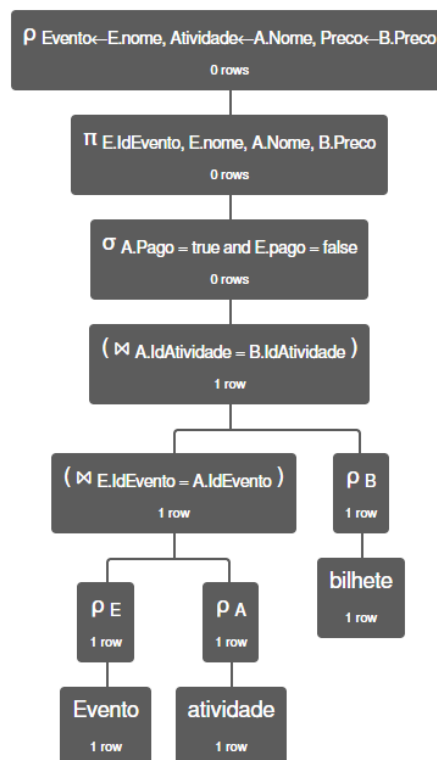 ρ Evento←E.nome, Atividade←A.Nome, Preco←B.Preco
0 rows
π E.IdEvento, E.nome, A.Nome, B.Preco
0 rows
σ A.Pago = true and E.pago = false
0 rows
( ⋈ A.IdAtividade = B.IdAtividade )
1 row
( ⋈ E.IdEvento = A.IdEvento )
1 row
ρ B
1 row
ρ E
1 row
ρ A
1 row
bilhete
1 row
Evento
1 row
atividade
1 row